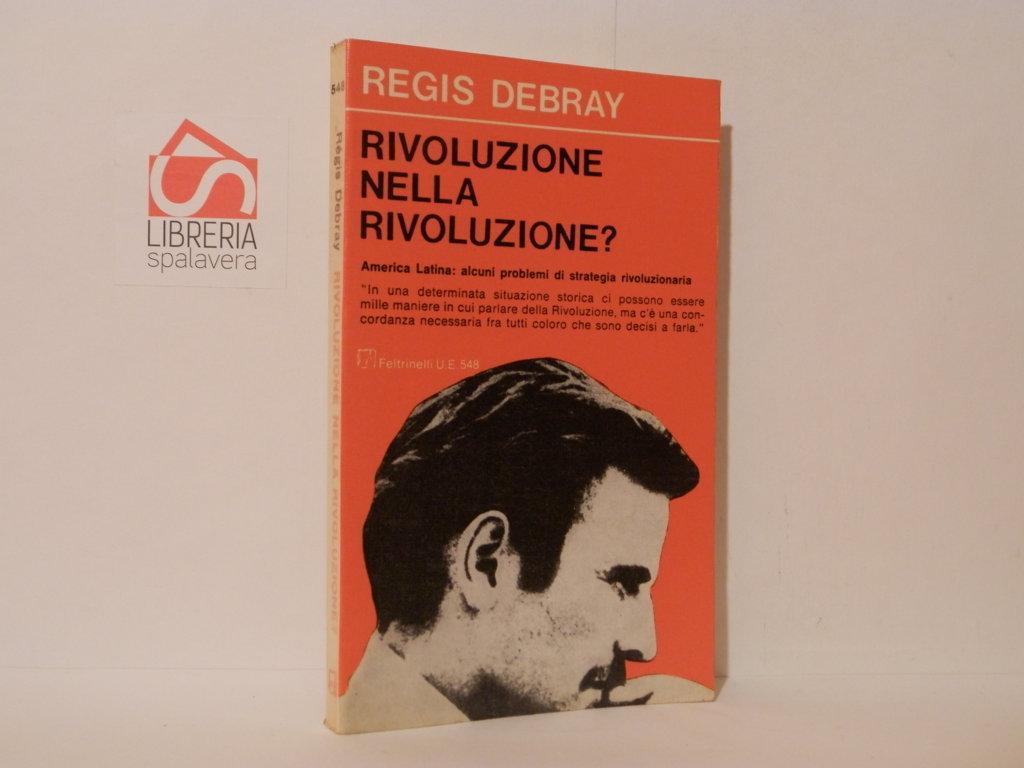 LIBRERIA
spalavera
548
Régis Debray RIVOLUZIONE NELLA RIVOLUZIONE?
REGIS DEBRAY
RIVOLUZIONE
NELLA
RIVOLUZIONE?
America Latina: alcuni problemi di strategia rivoluzionaria
"In una determinata situazione storica ci possono essere
mille maniere in cui parlare della Rivoluzione, ma c'è una con-
cordanza necessaria fra tutti coloro che sono decisi a farla."
Feltrinelli U.E. 548